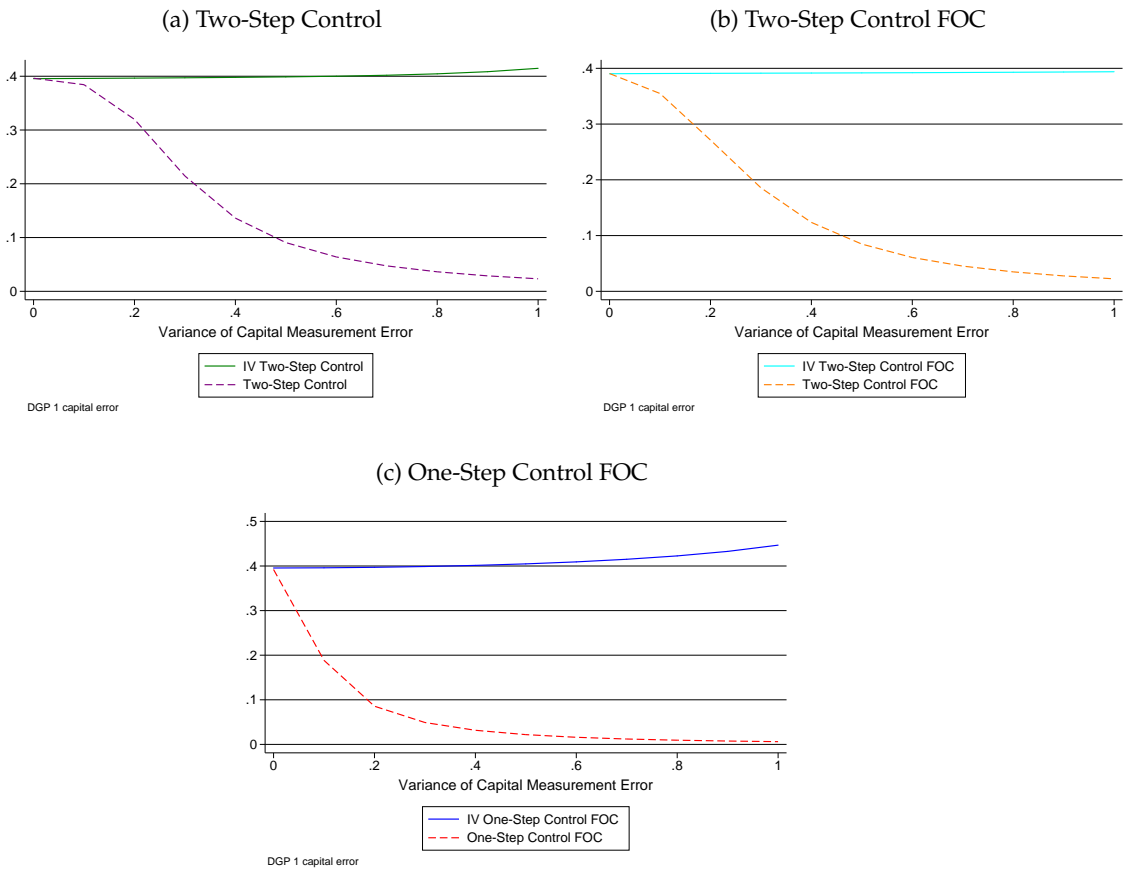 (a) Two-Step Control
.4
.3
.2
.1
0
0 .2 .4 .6 .8 1
Variance of Capital Measurement Error
IV Two-Step Control
Two-Step Control
DGP 1 capital error
(b) Two-Step Control FOC
.4
.3
.2
.1
0
0 .2 .4 .6 .8 1
Variance of Capital Measurement Error
IV Two-Step Control FOC
Two-Step Control FOC
DGP 1 capital error
(c) One-Step Control FOC
.5
.4
.3
.2
.1
0
0 .2 .4 .6 .8 1
Variance of Capital Measurement Error
IV One-Step Control FOC
One-Step Control FOC
DGP 1 capital error